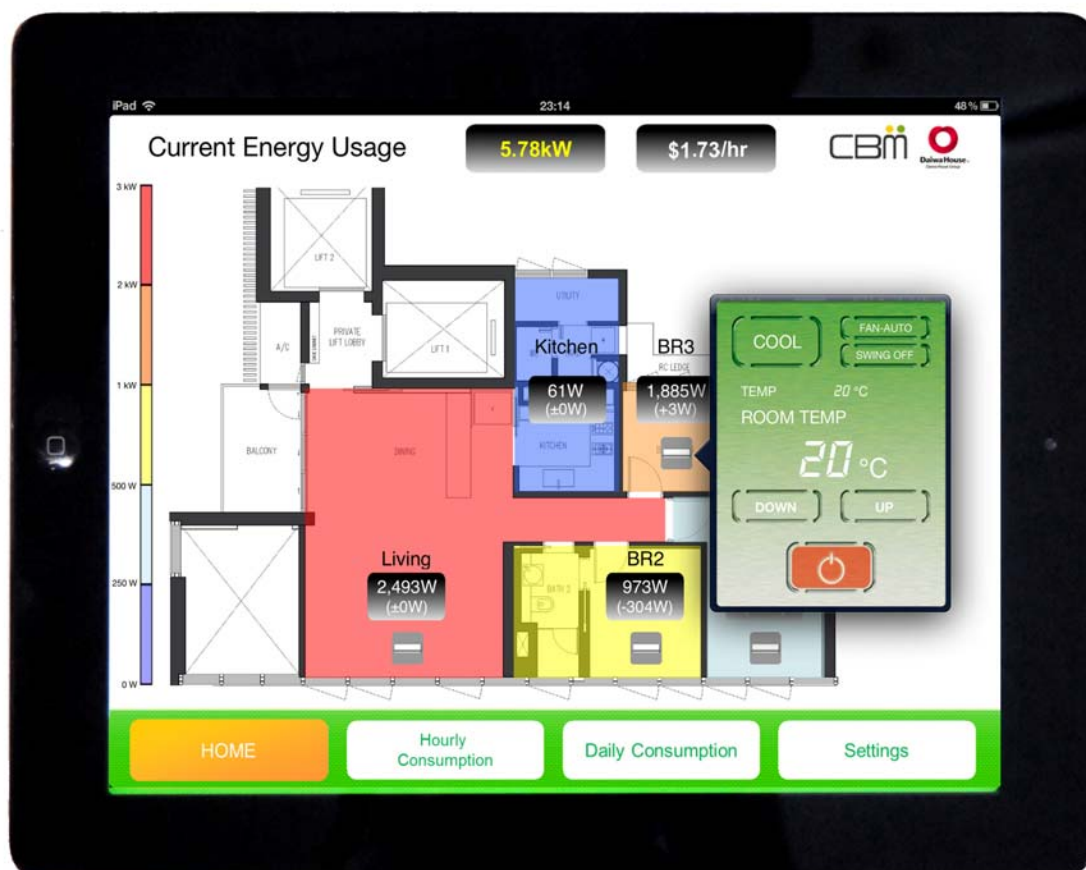 iPad
23:14
48 %
Current Energy Usage
5.78kW
$1.73/hr
CBm
Daiwa House
3 kW
2 kW
1 kW
500 W
250 W
0 W
LIFT 2
PRIVATE
LIFT LOBBY
LIFT 1
A/C
BALCONY
DINING
UTILITY
Kitchen
61W
(±0W)
KITCHEN
BR3
RC LEDGE
1,885W
(+3W)
Living
2,493W
(±0W)
BATH 2
BR2
973W
(-304W)
COOL
FAN-AUTO
SWING OFF
TEMP 20 °C
ROOM TEMP
20 °C
DOWN
UP
HOME
Hourly
Consumption
Daily Consumption
Settings